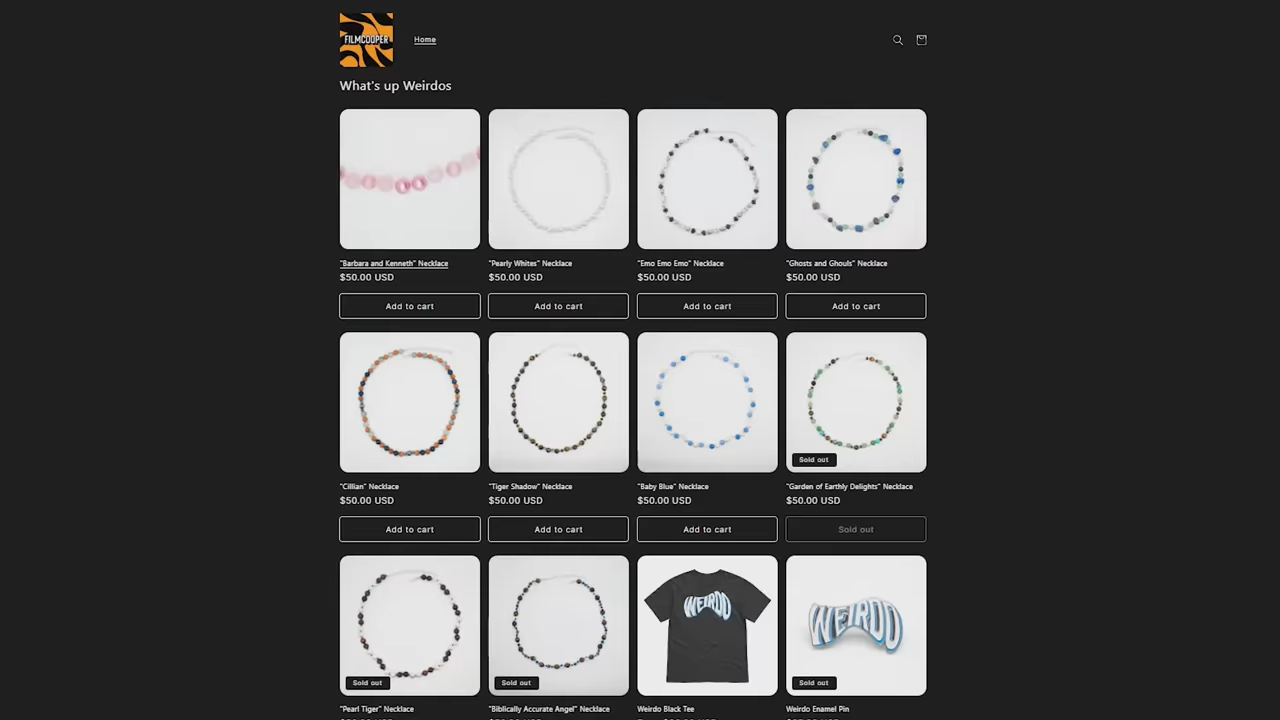 FILMCOOPER
Home
What's up Weirdos
"Barbara and Kenneth" Necklace
$50.00 USD
Add to cart
"Pearly Whites" Necklace
$50.00 USD
Add to cart
"Emo Emo Emo" Necklace
$50.00 USD
Add to cart
"Ghosts and Ghouls" Necklace
$50.00 USD
Add to cart
"Cillian" Necklace
$50.00 USD
Add to cart
"Tiger Shadow" Necklace
$50.00 USD
Add to cart
"Baby Blue" Necklace
$50.00 USD
Add to cart
Sold out
"Garden of Earthly Delights" Necklace
$50.00 USD
Sold out
Sold out
"Pearl Tiger" Necklace
Sold out
"Biblically Accurate Angel" Necklace
WEIRDO
Weirdo Black Tee
WEIRDO
Sold out
Weirdo Enamel Pin